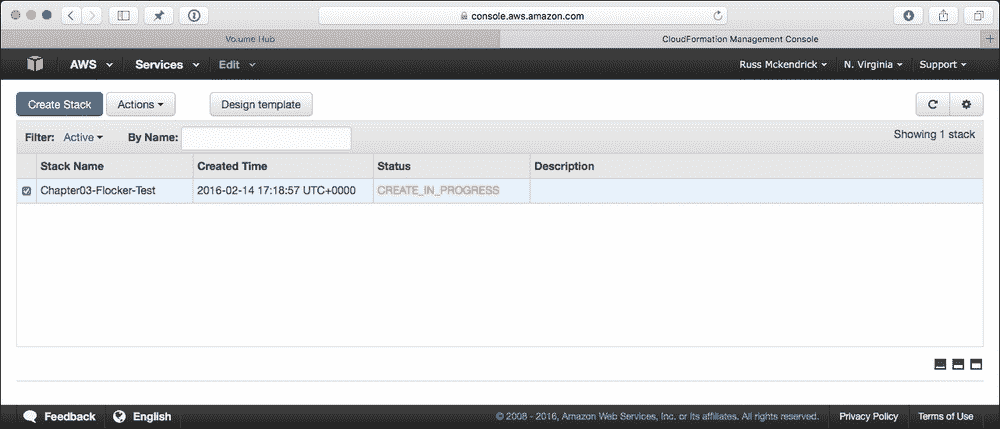 console.aws.amazon.com
Volume Hub CloudFormation Management Console
AWS Services Edit Russ Mckendrick N. Virginia Support
Create Stack Actions Design template
Filter: Active By Name: Showing 1 stack
Stack Name Created Time Status Description
Chapter03-Flocker-Test 2016-02-14 17:18:57 UTC+0000 CREATE_IN_PROGRESS
Feedback English © 2008 - 2016, Amazon Web Services, Inc. or its affiliates. All rights reserved. Privacy Policy Terms of Use